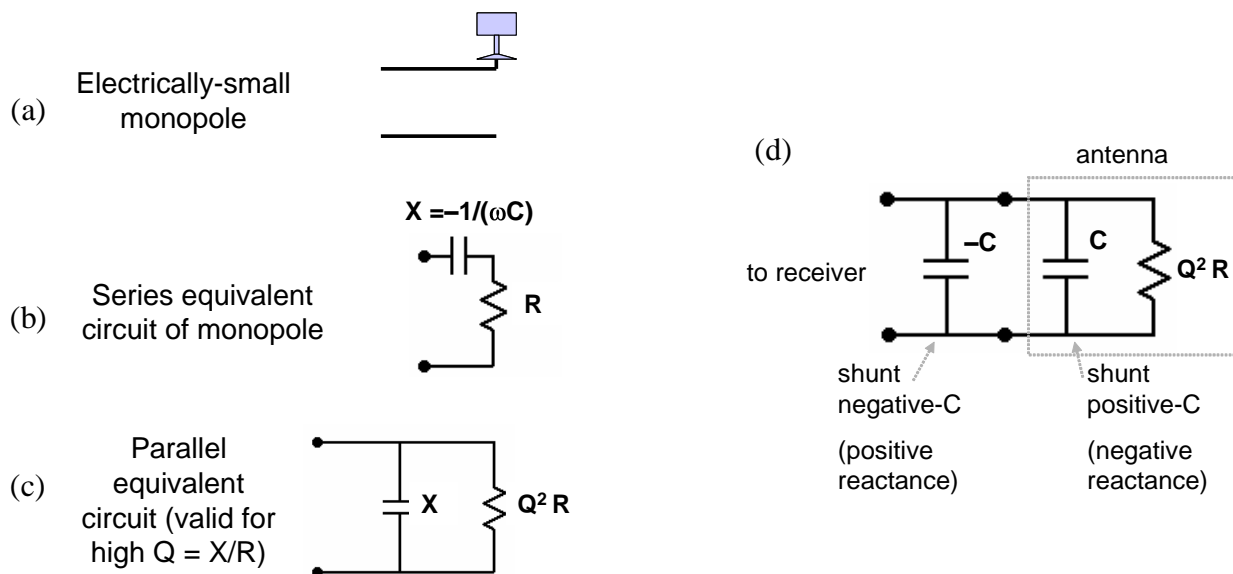 (a)
Electrically-small
monopole
X =–1/(ωC)
R
(b)
Series equivalent
circuit of monopole
(c)
Parallel
equivalent
circuit (valid for
high Q = X/R)
X
Q² R
(d)
antenna
–C
C
Q² R
to receiver
shunt
negative-C
(positive
reactance)
shunt
positive-C
(negative
reactance)